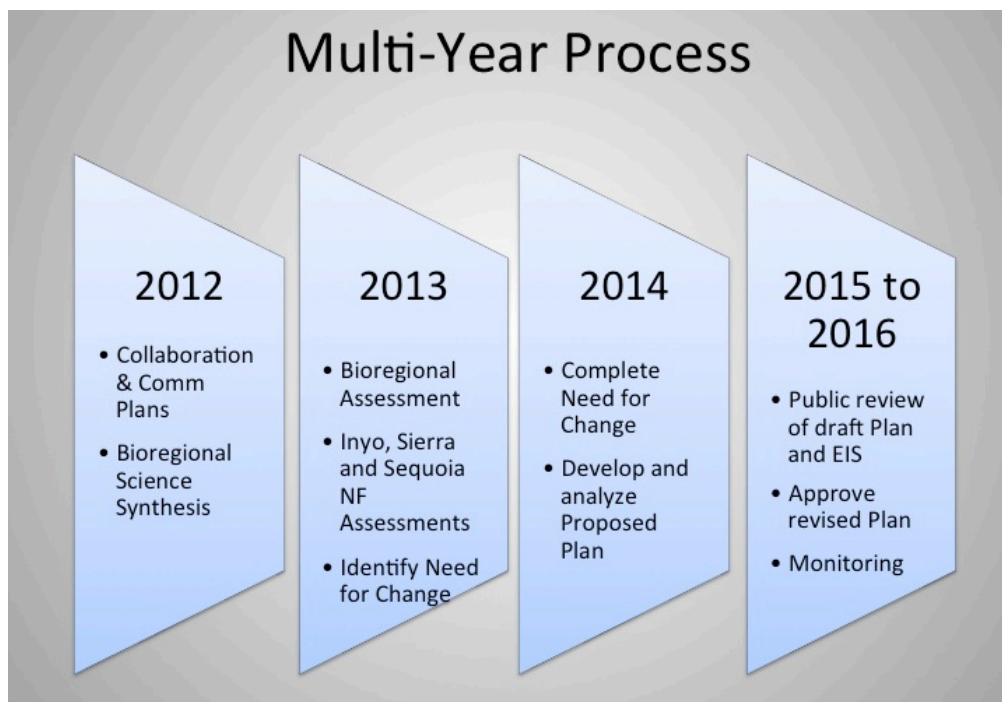 Multi-Year Process
2012
• Collaboration
& Comm
Plans
• Bioregional
Science
Synthesis
2013
• Bioregional
Assessment
• Inyo, Sierra
and Sequoia
NF
Assessments
• Identify Need
for Change
2014
• Complete
Need for
Change
• Develop and
analyze
Proposed
Plan
2015 to
2016
• Public review
of draft Plan
and EIS
• Approve
revised Plan
• Monitoring